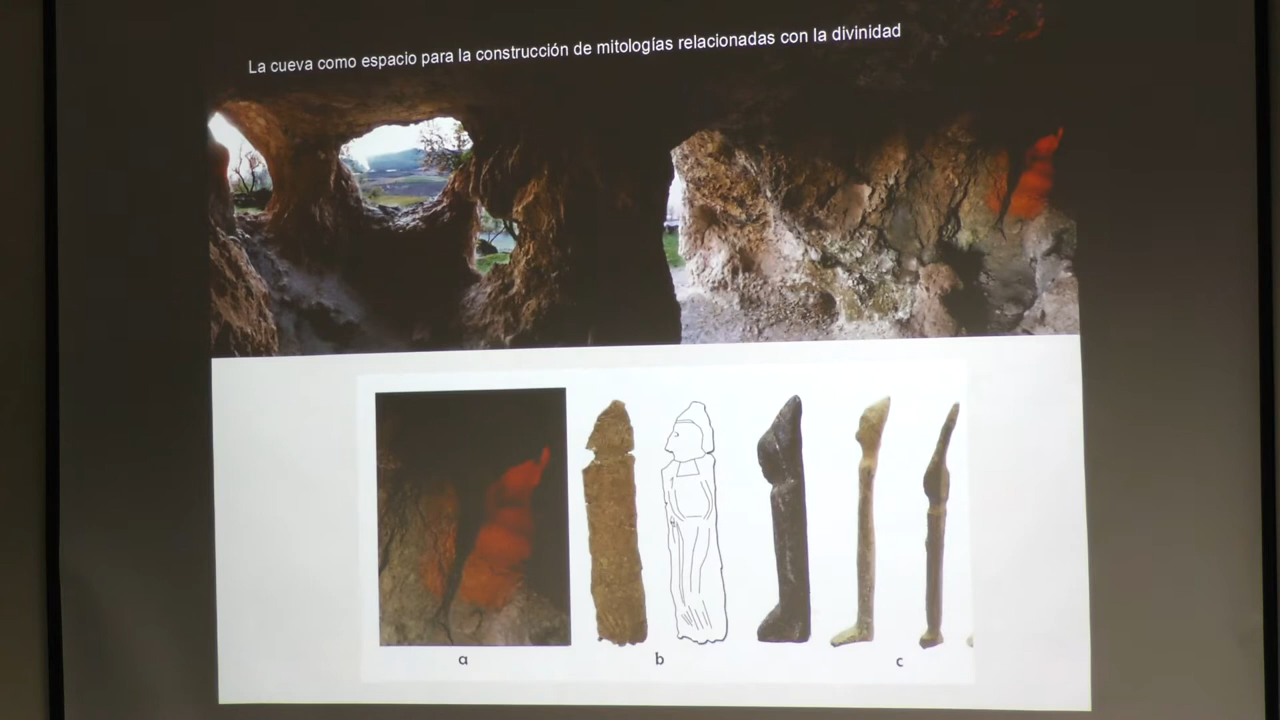 La cueva como espacio para la construcción de mitologías relacionadas con la divinidad
a
b
c